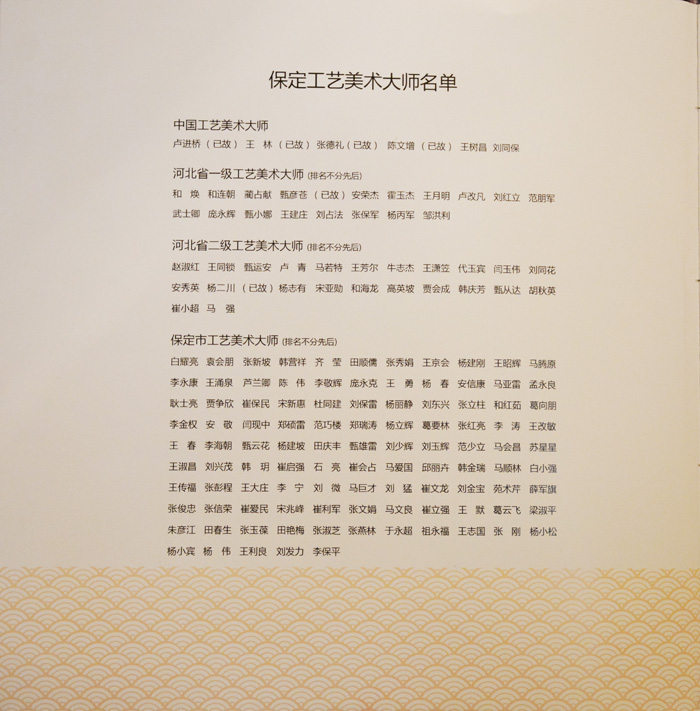 保定工艺美术大师名单
中国工艺美术大师
卢进桥（已故） 王 林（已故） 张德礼（已故） 陈文增（已故） 王树昌 刘同保
河北省一级工艺美术大师 (排名不分先后)
和 焕 和连朝 蔺占献 甄彦苍（已故）安荣杰 霍玉杰 王月明 卢改凡 刘红立 范朋军
武士卿 庞永辉 甄小娜 王建庄 刘占法 张保军 杨丙军 邹洪利
河北省二级工艺美术大师 (排名不分先后)
赵淑红 王同锁 甄运安 卢 青 马若特 王芳尔 牛志杰 王潇笠 代玉宾 闫玉伟 刘同花
安秀英 杨二川（已故）杨志有 宋亚勋 和海龙 高英坡 贾会成 韩庆芳 甄从达 胡秋英
崔小超 马 强
保定市工艺美术大师 (排名不分先后)
白耀亮 袁会朋 张新坡 韩营祥 齐 莹 田顺儒 张秀娟 王京会 杨建刚 王昭辉 马腾原
李永康 王涌泉 芦兰卿 陈 伟 李敬辉 庞永克 王 勇 杨 春 安信康 马亚雷 孟永良
耿士亮 贾争欣 崔保民 宋新惠 杜同建 刘保雷 杨丽静 刘东兴 张立柱 和红茹 葛向朋
李金权 安 敬 闫现中 郑硕雷 范巧楼 郑瑞涛 杨立辉 葛要林 张红亮 李 涛 王改敏
王 春 李海朝 甄云花 杨建坡 田庆丰 甄雄雷 刘少辉 刘玉辉 范少立 马会昌 苏星星
王淑昌 刘兴茂 韩 玥 崔启强 石 亮 崔会占 马爱国 邱丽卉 韩金瑞 马顺林 白小强
王传福 张彭程 王大庄 李 宁 刘 微 马巨才 刘 猛 崔文龙 刘金宝 苑术芹 薛军旗
张俊忠 张信荣 崔爱民 宋兆峰 崔利军 张文娟 马文良 崔立强 王 默 葛云飞 梁淑平
朱彦江 田春生 张玉葆 田艳梅 张淑芝 张燕林 于永超 祖永福 王志国 张 刚 杨小松
杨小宾 杨 伟 王利良 刘发力 李保平